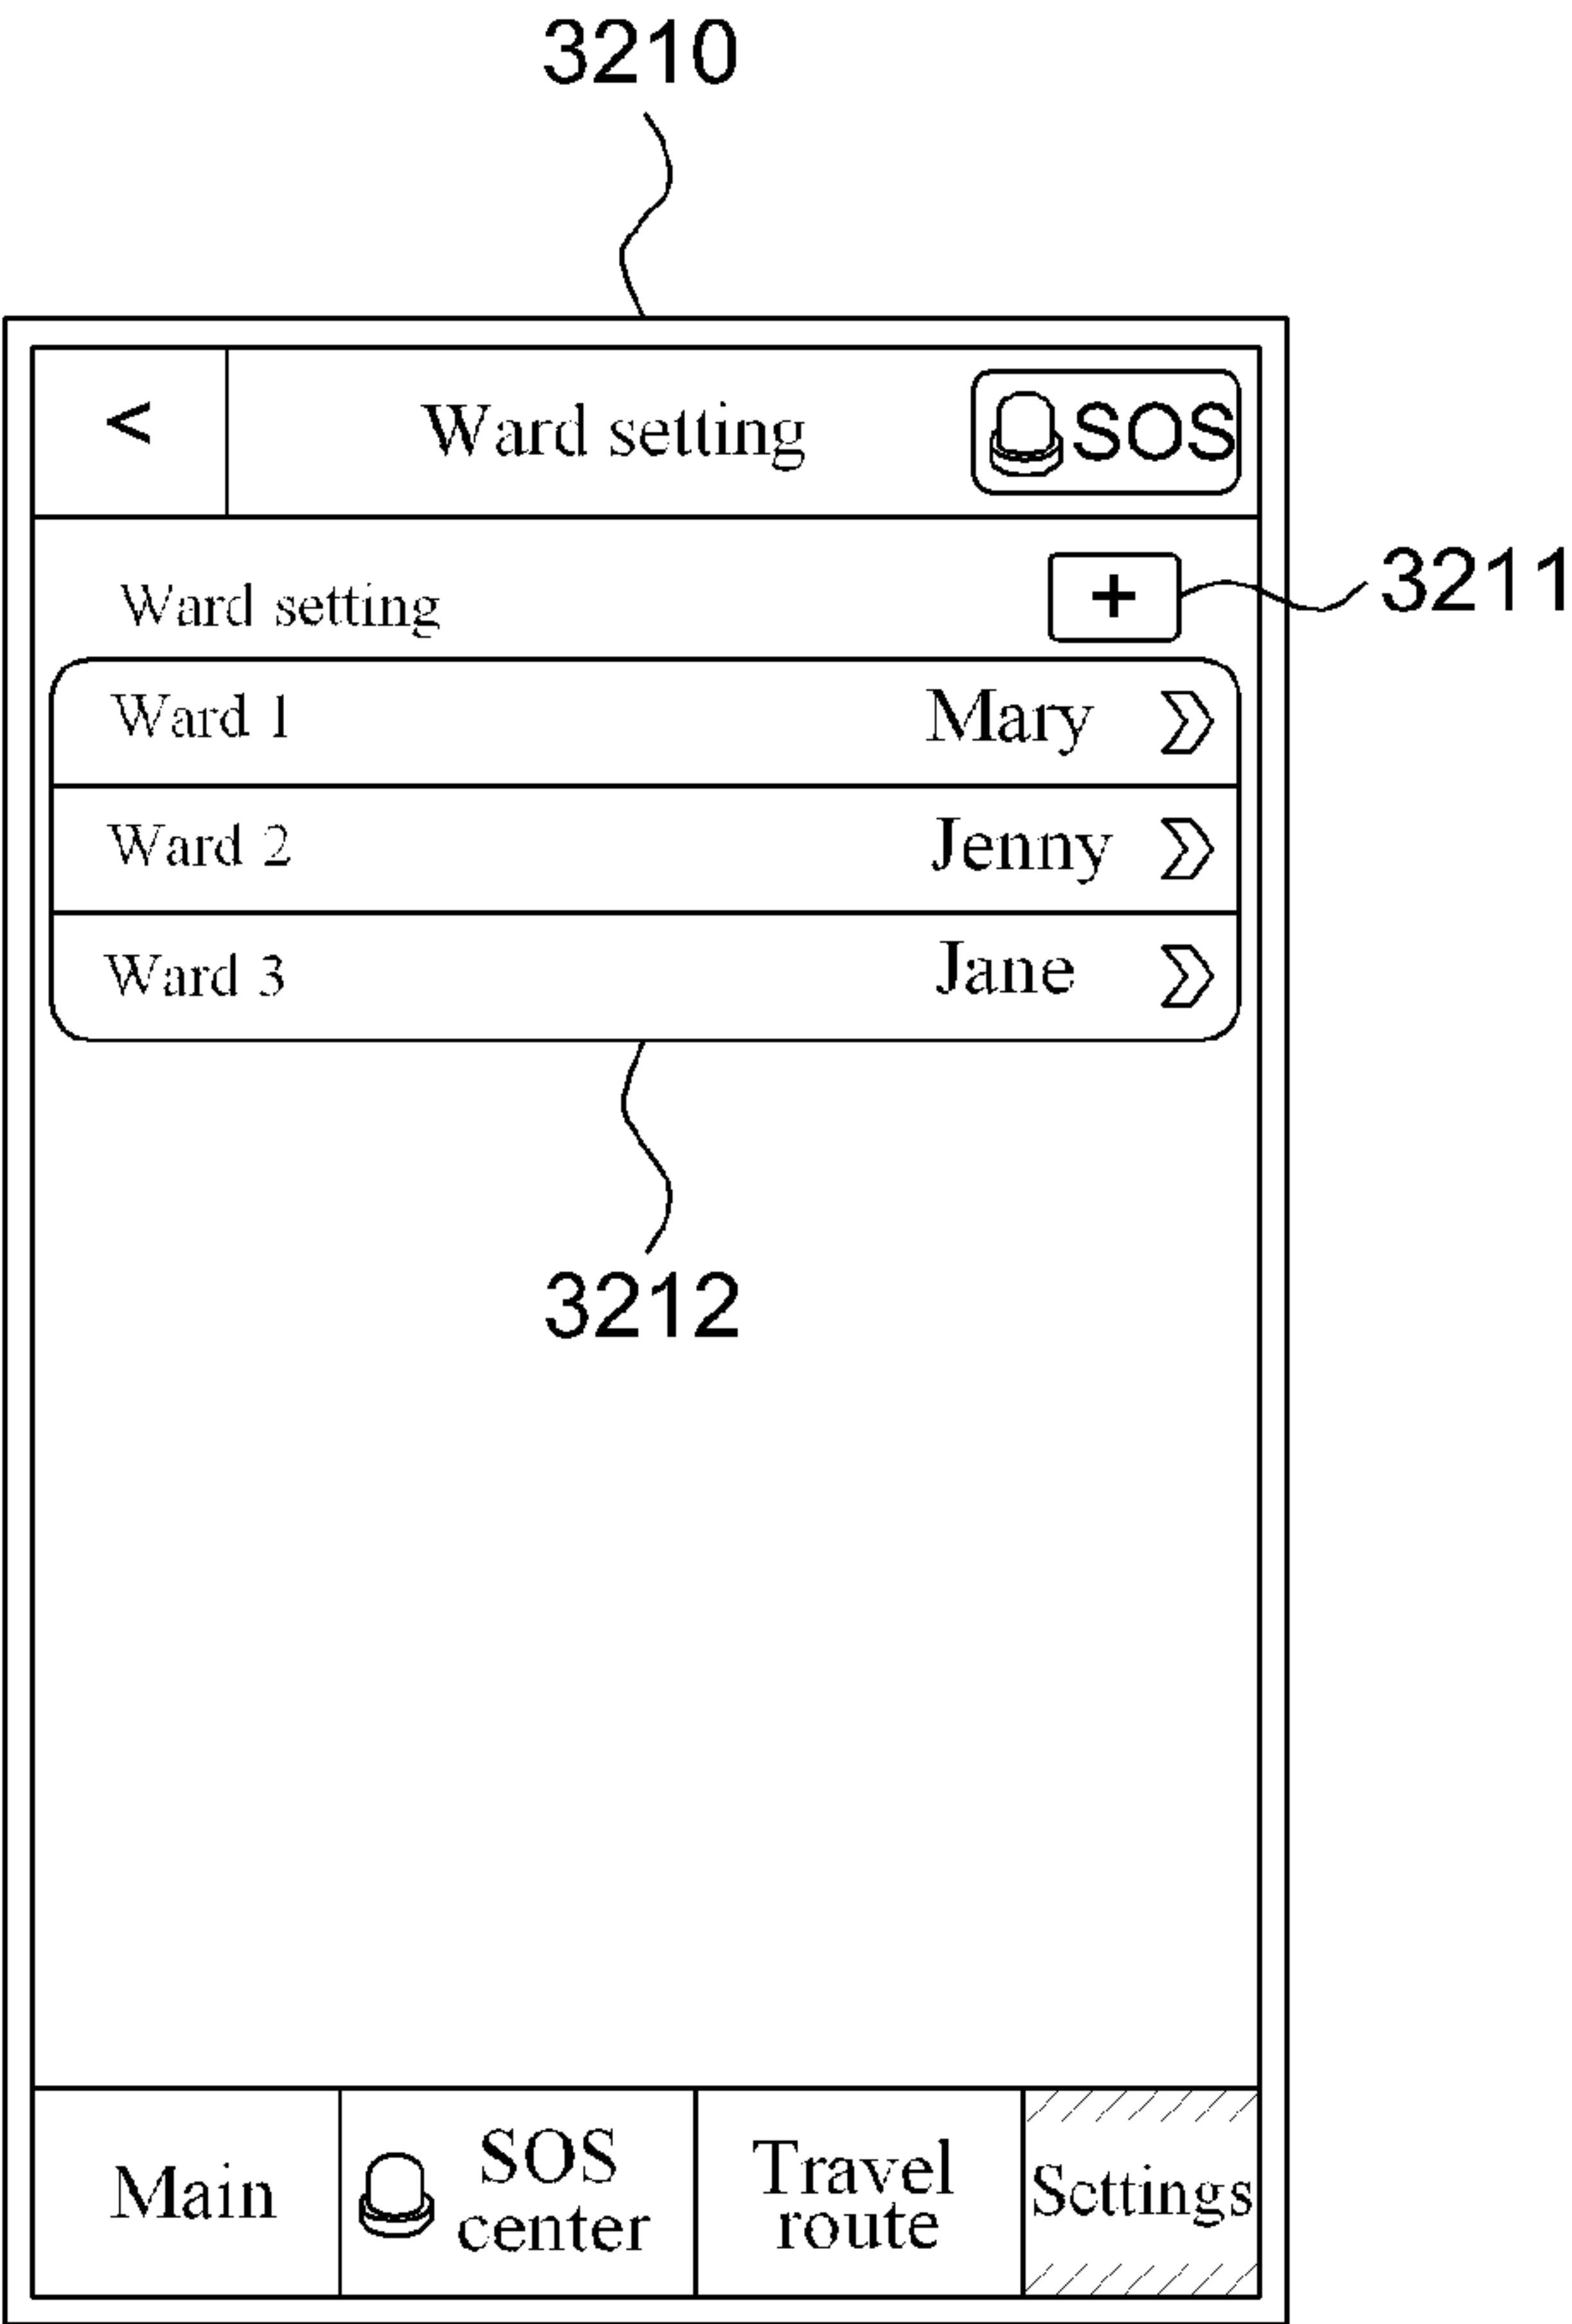 3210
< Ward setting SOS
Ward setting + 3211
Ward 1 Mary
Ward 2 Jenny
Ward 3 Jane
3212
Main
SOS
center
Travel
route
Settings